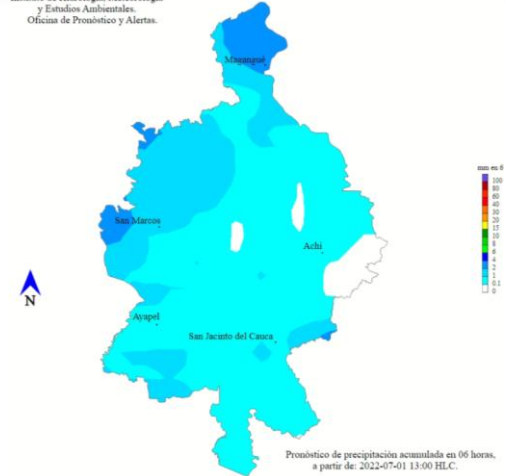 y Estudios Ambientales.
Oficina de Pronóstico y Alertas.
Magangué
San Marcos
Achí
Ayapel
San Jacinto del Cauca
N
mm en 6
100
80
60
40
30
20
15
10
8
6
4
2
1
0.1
0
Pronóstico de precipitación acumulada en 06 horas,
a partir de: 2022-07-01 13:00 HLC.